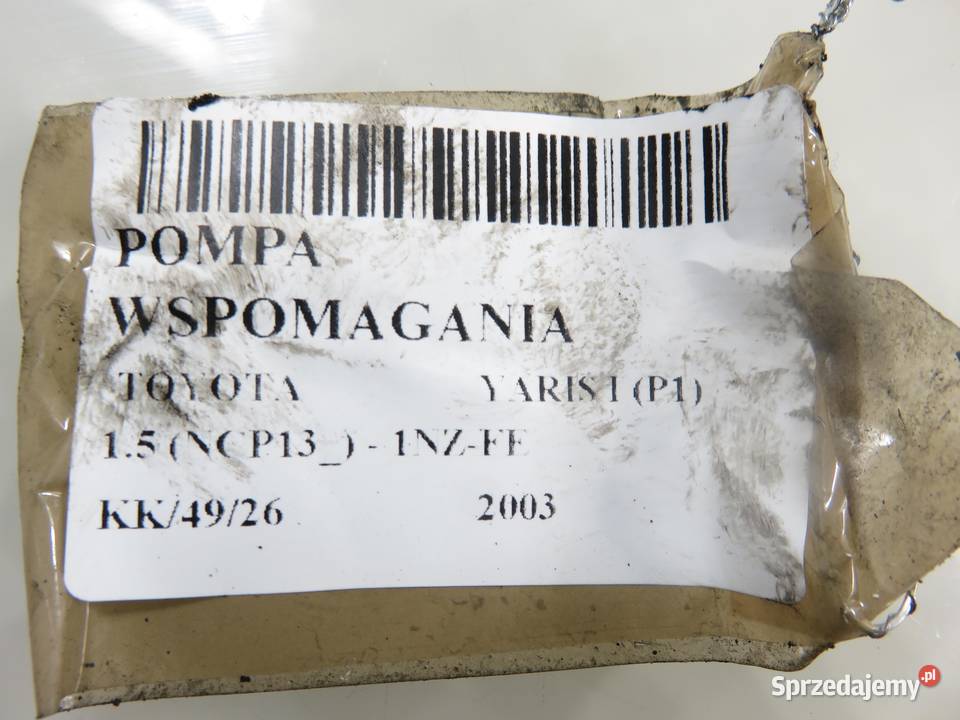 POMPA
WSPOMAGANIA
TOYOTA YARIS I (P1)
1.5 (NCP13_) - 1NZ-FE
KK/49/26 2003
Sprzedajemy.pl